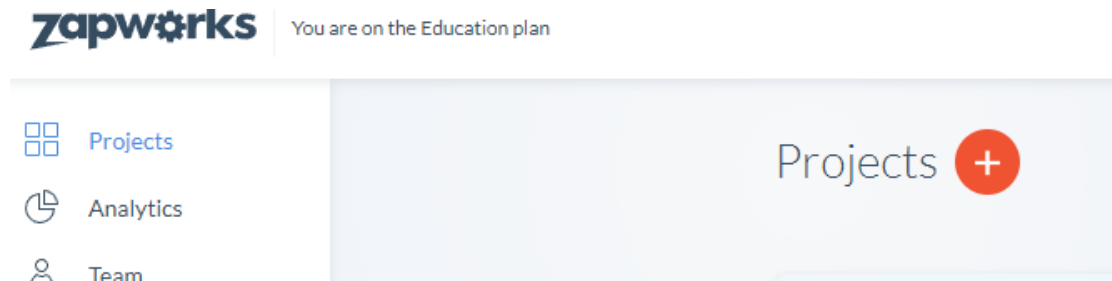 zapworks You are on the Education plan
Projects
Projects +
Analytics
Team